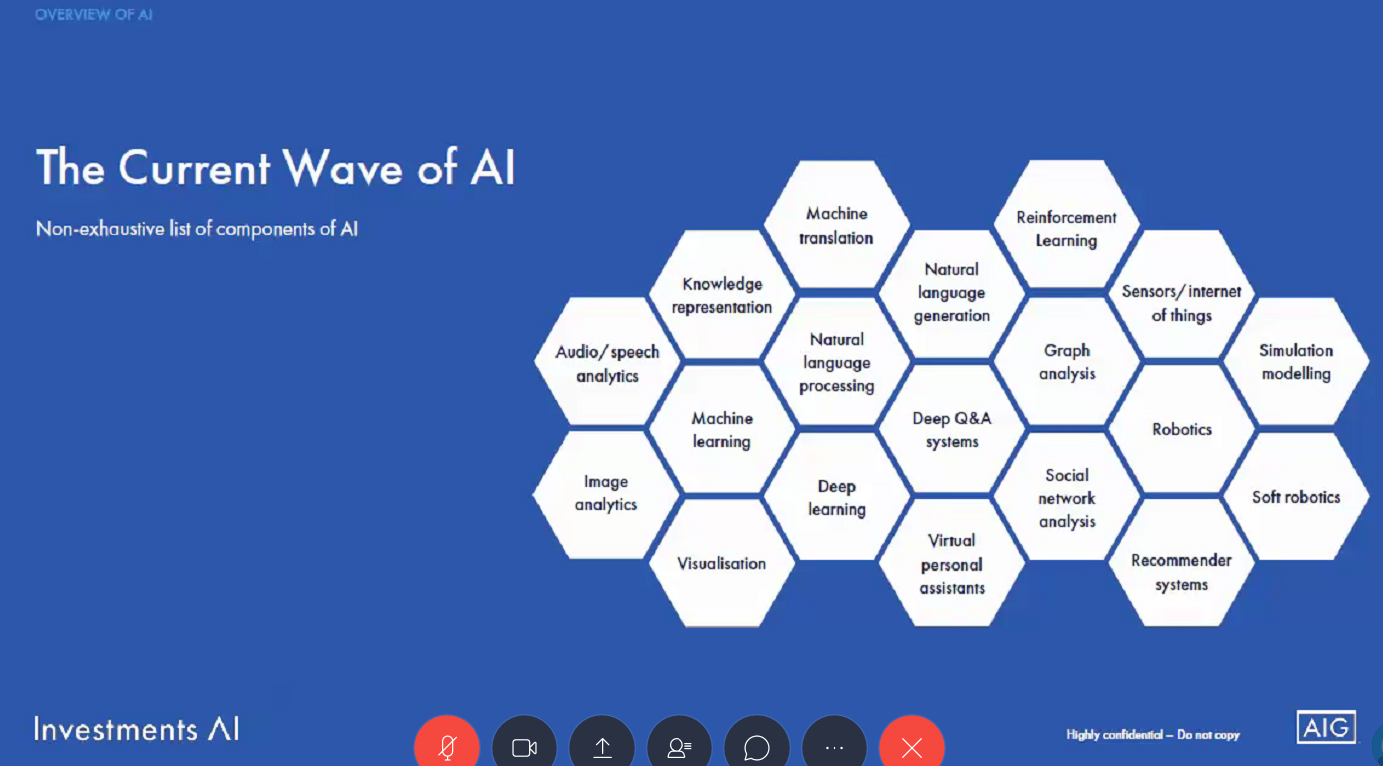 OVERVIEW OF AI
The Current Wave of AI
Non-exhaustive list of components of AI
Machine
translation
Reinforcement
Learning
Knowledge
representation
Natural
language
generation
Sensors/internet
of things
Audio/speech
analytics
Natural
language
processing
Graph
analysis
Simulation
modelling
Machine
learning
Deep Q&A
systems
Robotics
Image
analytics
Deep
learning
Social
network
analysis
Soft robotics
Visualisation
Virtual
personal
assistants
Recommender
systems
Investments AI
Highly confidential – Do not copy
AIG